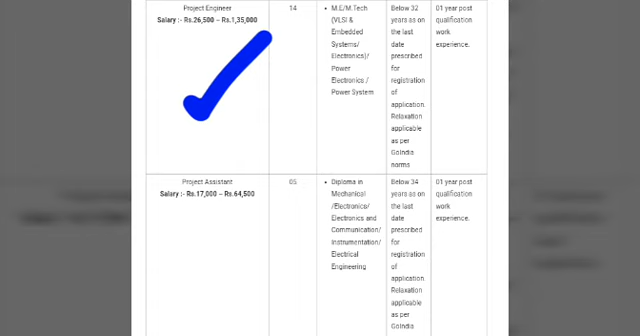 Project Engineer
Salary :- Rs.26,500 – Rs.1,35,000
14
• M.E/M.Tech
(VLSI &
Embedded
Systems/
Electronics)/
Power
Electronics /
Power System
Below 32
years as on
the last
date
prescribed
for
registration
of
application.
Relaxation
applicable
as per
GoIndia
norms
01 year post
qualification
work
experience.
Project Assistant
Salary :- Rs.17,000 – Rs.64,500
05
• Diploma in
Mechanical
/Electronics/
Electronics and
Communication/
Instrumentation/
Electrical
Engineering
Below 34
years as on
the last
date
prescribed
for
registration
of
application.
Relaxation
applicable
as per
GoIndia
01 year post
qualification
work
experience.